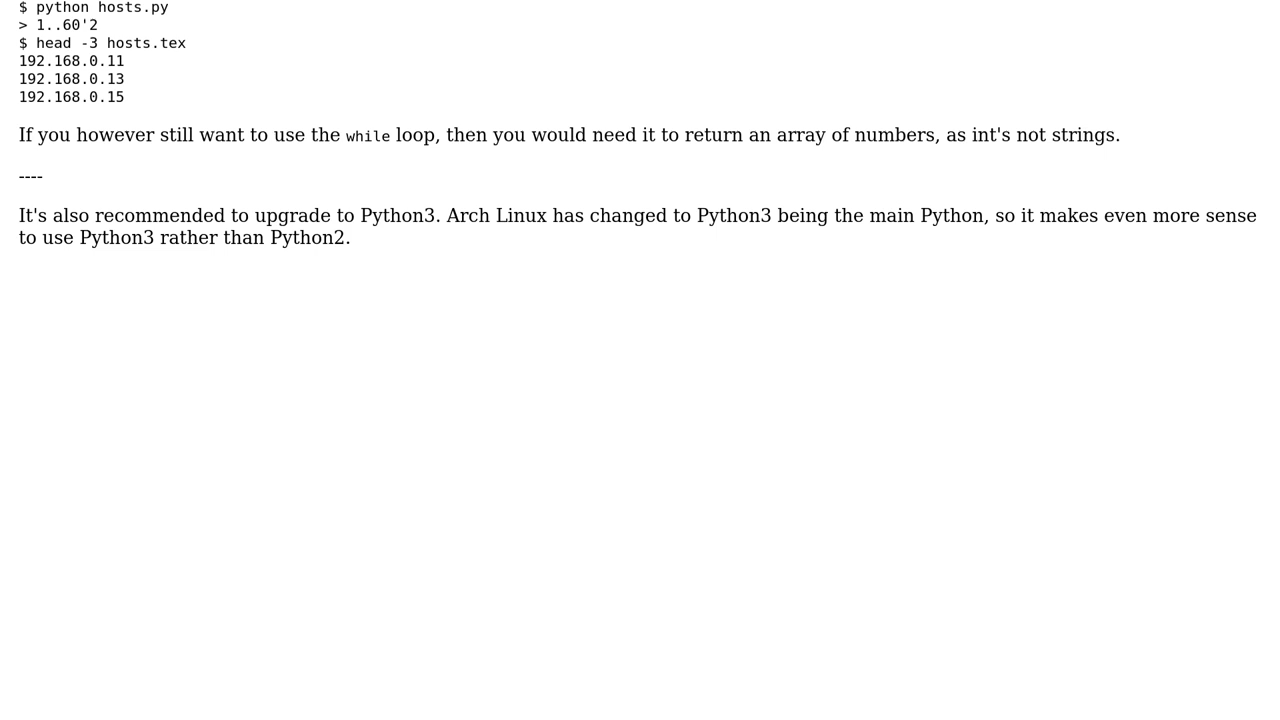 $ python hosts.py
> 1..60'2
$ head -3 hosts.tex
192.168.0.11
192.168.0.13
192.168.0.15
If you however still want to use the while loop, then you would need it to return an array of numbers, as int's not strings.
----
It's also recommended to upgrade to Python3. Arch Linux has changed to Python3 being the main Python, so it makes even more sense
to use Python3 rather than Python2.